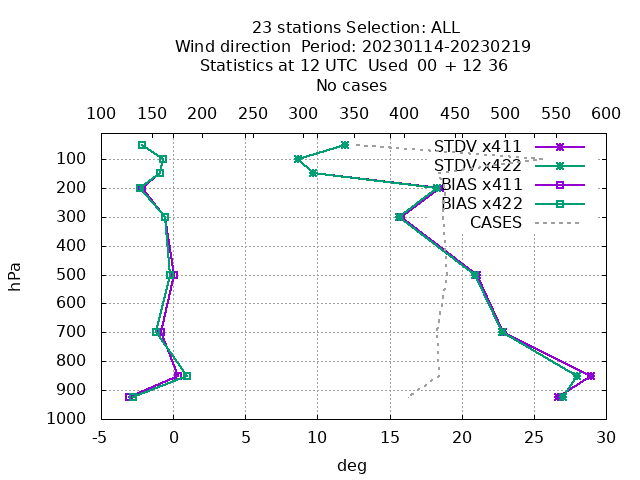 23 stations Selection: ALL
Wind direction  Period: 20230114-20230219
Statistics at 12 UTC  Used  00 + 12 36
No cases
100 150 200 250 300 350 400 450 500 550 600
STDV x411
STDV x422
BIAS x411
BIAS x422
CASES
hPa
100
200
300
400
500
600
700
800
900
1000
-5 0 5 10 15 20 25 30
deg